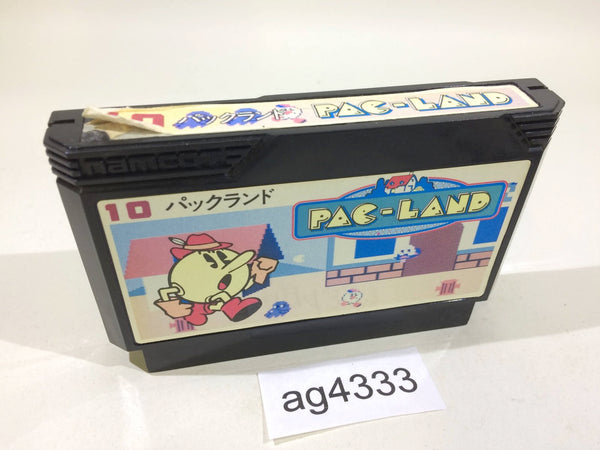 10 パックランド PAC-LAND
namcot
10 パックランド
PAC-LAND
ag4333